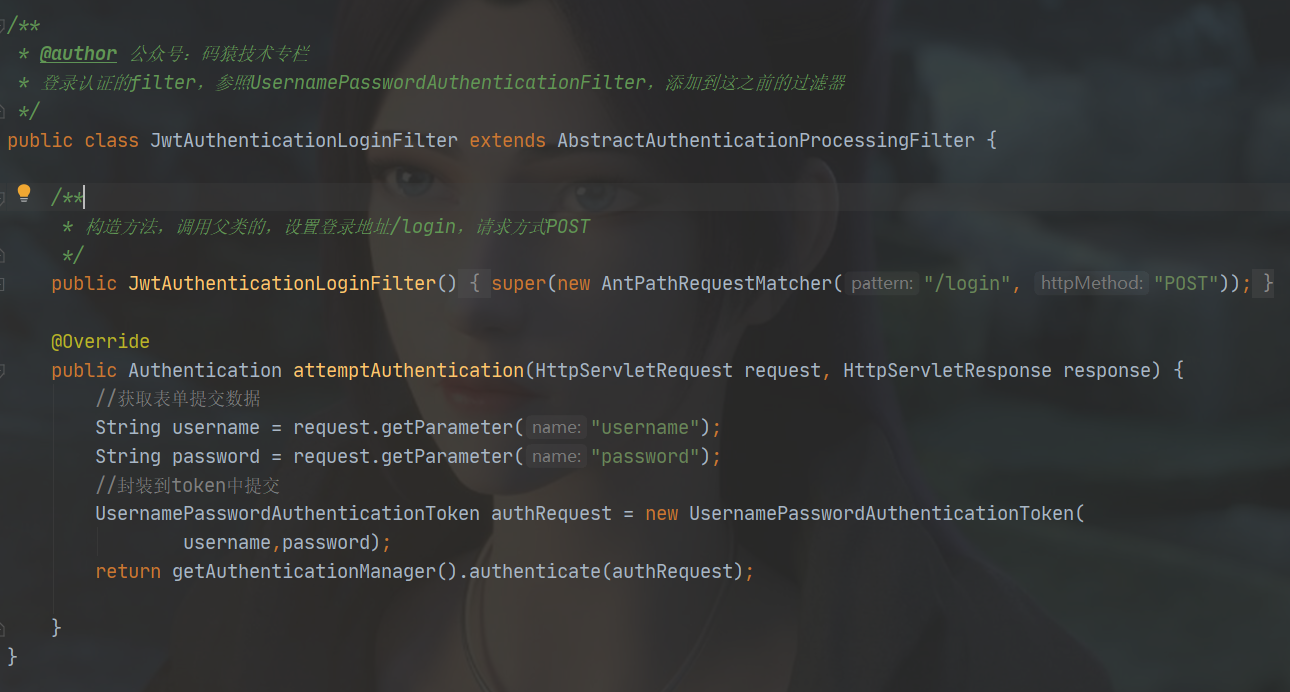 /**
 * @author 公众号：码猿技术专栏
 * 登录认证的filter，参照UsernamePasswordAuthenticationFilter，添加到这之前的过滤器
 */
public class JwtAuthenticationLoginFilter extends AbstractAuthenticationProcessingFilter {
    /**
     * 构造方法，调用父类的，设置登录地址/login，请求方式POST
     */
    public JwtAuthenticationLoginFilter() { super(new AntPathRequestMatcher( pattern: "/login", httpMethod: "POST")); }
    @Override
    public Authentication attemptAuthentication(HttpServletRequest request, HttpServletResponse response) {
        //获取表单提交数据
        String username = request.getParameter( name: "username");
        String password = request.getParameter( name: "password");
        //封装到token中提交
        UsernamePasswordAuthenticationToken authRequest = new UsernamePasswordAuthenticationToken(
                username,password);
        return getAuthenticationManager().authenticate(authRequest);
    }
}